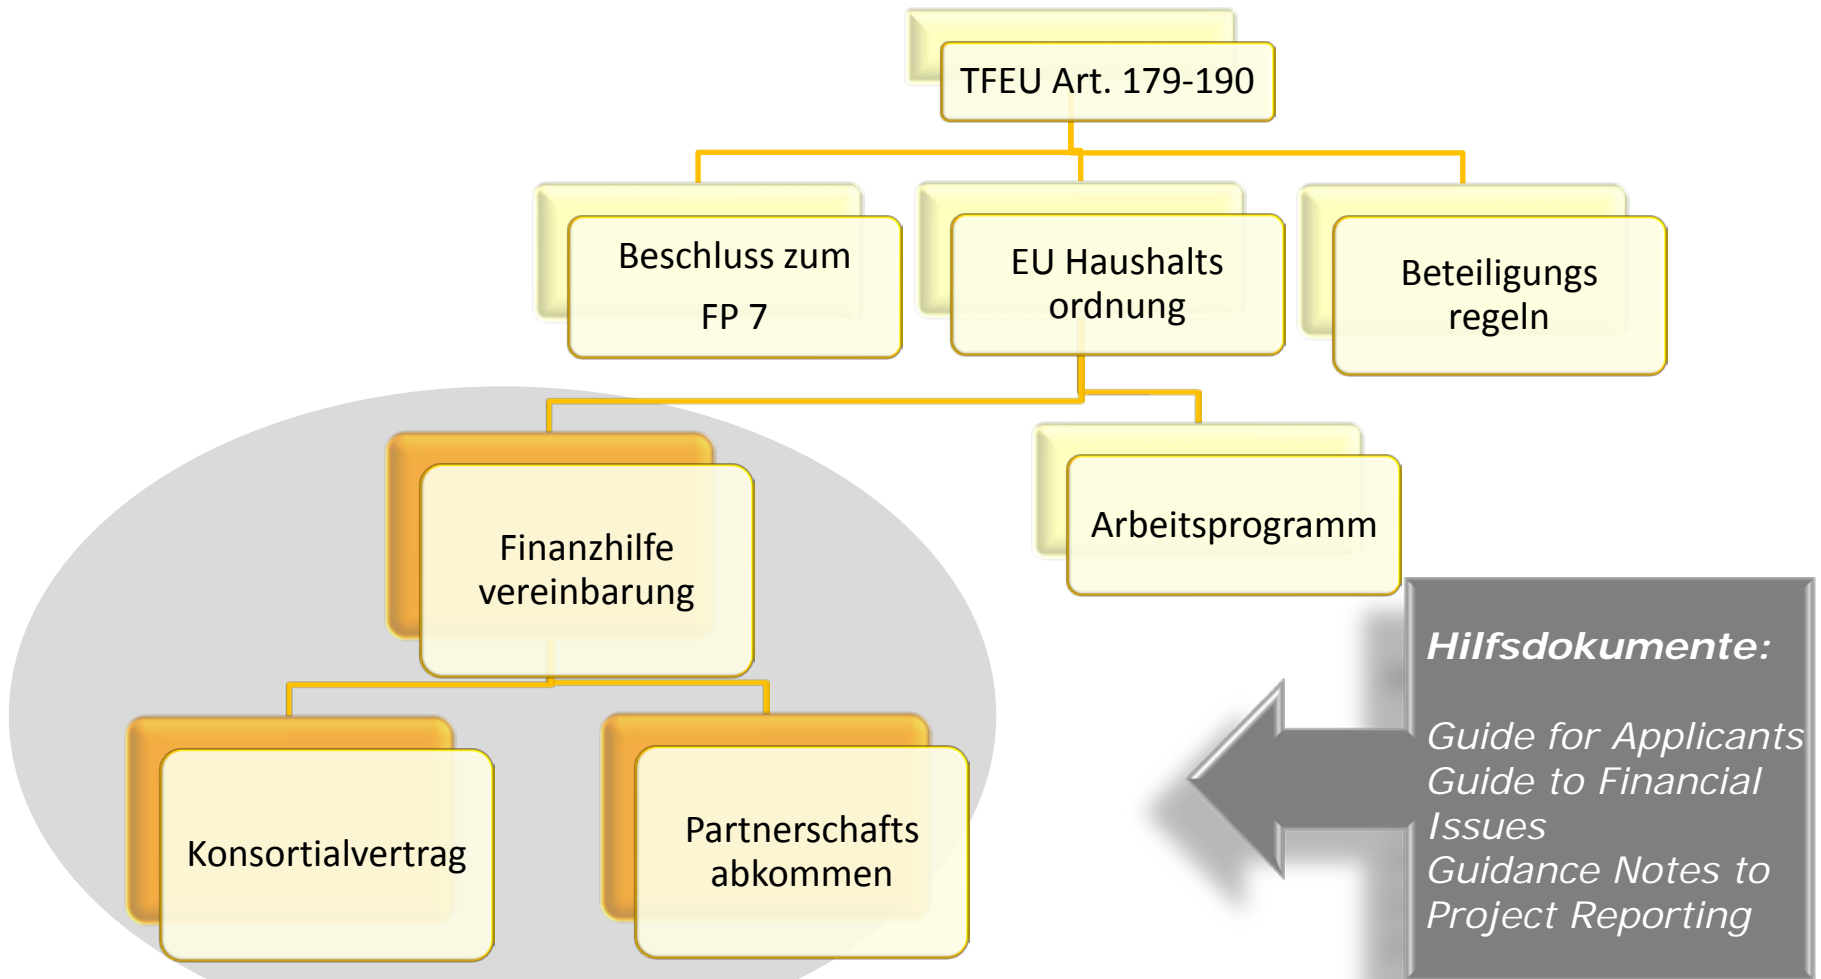 TFEU Art. 179-190
Beschluss zum
FP 7
EU Haushalts
ordnung
Beteiligungs
regeln
Finanzhilfe
vereinbarung
Arbeitsprogramm
Konsortialvertrag
Partnerschafts
abkommen
Hilfsdokumente:
Guide for Applicants
Guide to Financial
Issues
Guidance Notes to
Project Reporting